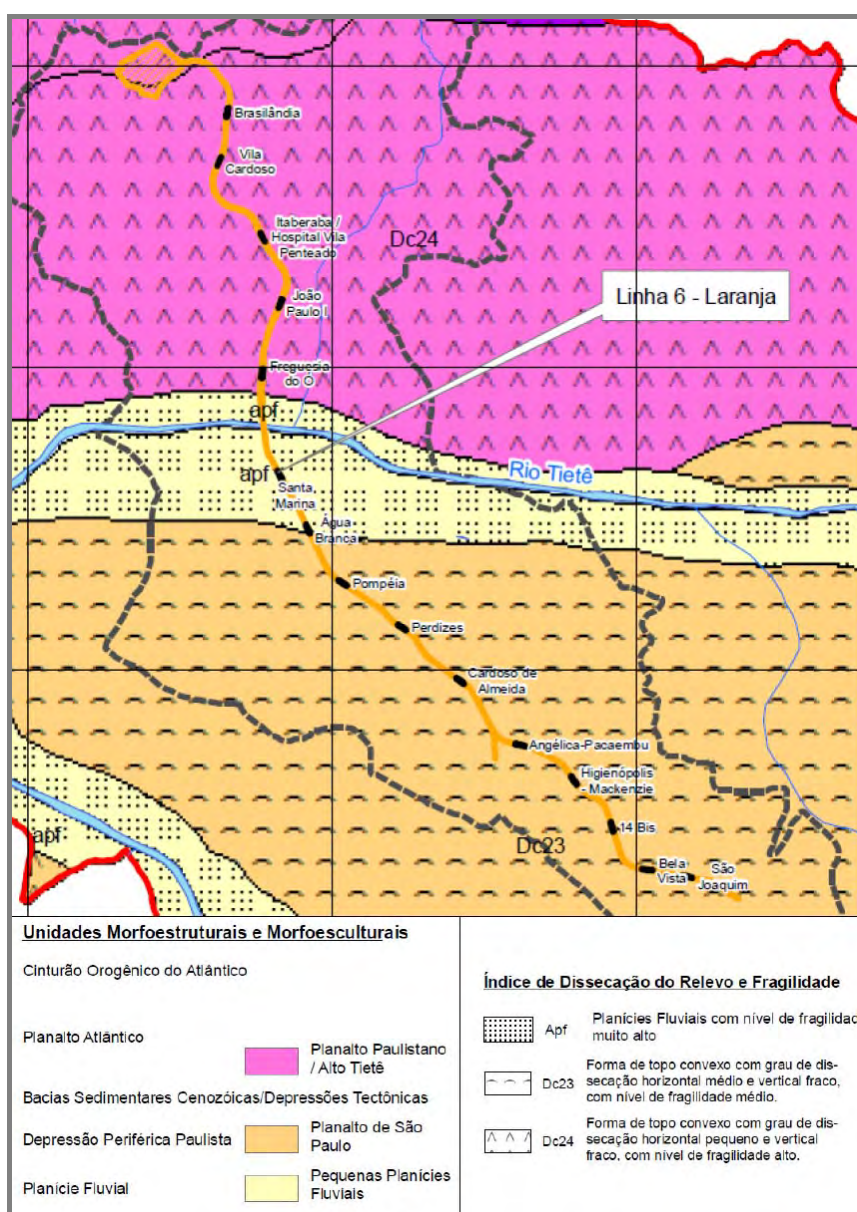 Brasilândia
Vila
Cardoso
Itaberaba /
Hospital Vila
Penteado
Dc24
João
Paulo I
Linha 6 - Laranja
Freguesia
do Ó
apf
apf
Rio Tietê
Santa
Marina
Água
Branca
Pompéia
Perdizes
Cardoso de
Almeida
Angélica-Pacaembu
Higienópolis
- Mackenzie
14 Bis
apf
Dc23
Bela
Vista
São
Joaquim
Unidades Morfoestruturais e Morfoesculturais
Cinturão Orogênico do Atlântico
Planalto Atlântico
Planalto Paulistano
/ Alto Tietê
Bacias Sedimentares Cenozóicas/Depressões Tectônicas
Depressão Periférica Paulista
Planalto de São
Paulo
Planície Fluvial
Pequenas Planícies
Fluviais
Índice de Dissecação do Relevo e Fragilidade
Apf
Planícies Fluviais com nível de fragilidad
muito alto
Dc23
Forma de topo convexo com grau de dis-
secação horizontal médio e vertical fraco,
com nível de fragilidade médio.
Dc24
Forma de topo convexo com grau de dis-
secação horizontal pequeno e vertical
fraco, com nível de fragilidade alto.